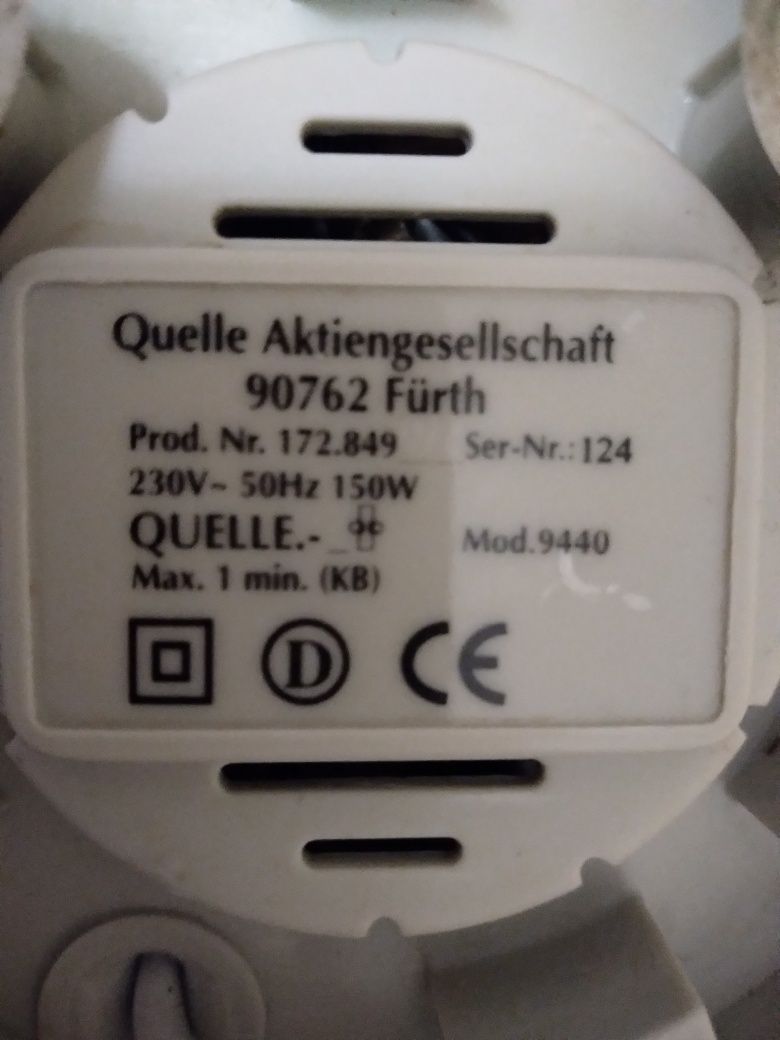 Quelle Aktiengesellschaft
90762 Fürth
Prod. Nr. 172.849 Ser-Nr.:124
230V~ 50Hz 150W
QUELLE.- Mod.9440
Max. 1 min. (KB)
D CE